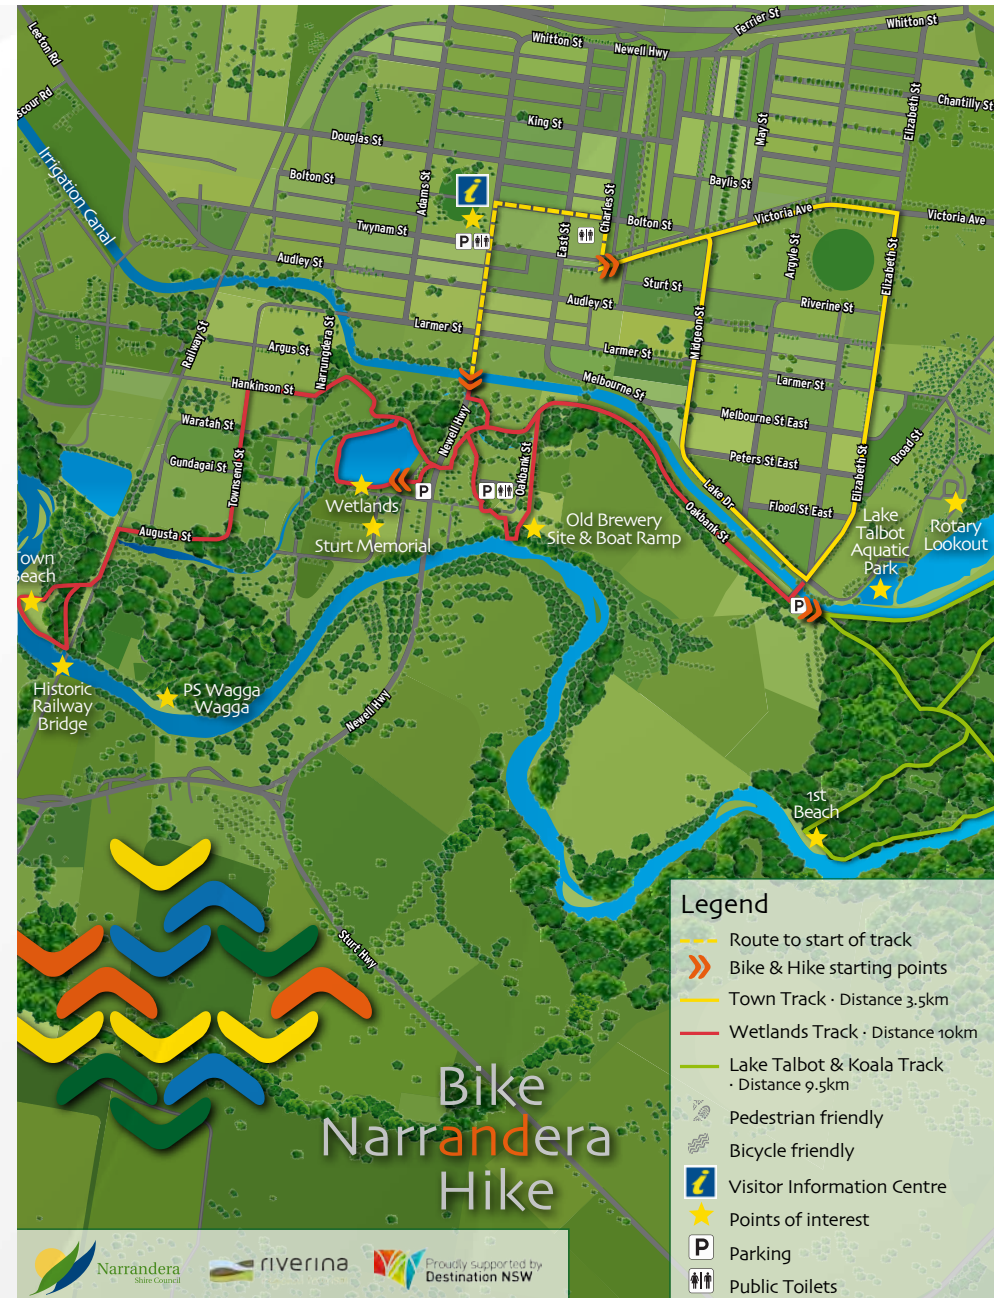 Leeton Rd
scour Rd
Irrigation Canal
Whitton St
Newell Hwy
Ferrier St
Whitton St
Chantilly St
Elizabeth St
May St
King St
Douglas St
Bolton St
Adams St
Baylis St
Charles St
Victoria Ave
Victoria Ave
Bolton St
East St
Twynam St
Argyle St
Elizabeth St
Audley St
Sturt St
Audley St
Riverine St
Midgeon St
Larmer St
Railway St
Narrungdera St
Argus St
Larmer St
Larmer St
Hankinson St
Melbourne St
Newell Hwy
Waratah St
Melbourne St East
Broad St
Gundagai St
Townsend St
Oakbank St
Peters St East
Elizabeth St
P
P
P
Wetlands
Lake Dr
Flood St East
Oakbank St
Old Brewery
Site & Boat Ramp
Lake
Talbot
Aquatic
Park
Rotary
Lookout
Augusta St
Sturt Memorial
own
Beach
P
Historic
Railway
Bridge
PS Wagga
Wagga
Newell Hwy
1st
Beach
Sturt Hwy
Legend
Route to start of track
Bike & Hike starting points
Town Track · Distance 3.5km
Wetlands Track · Distance 10km
Lake Talbot & Koala Track
· Distance 9.5km
Pedestrian friendly
Bicycle friendly
i Visitor Information Centre
Points of interest
P Parking
Public Toilets
Bike
Narrandera
Hike
Narrandera
Shire Council
riverina
Proudly supported by
Destination NSW